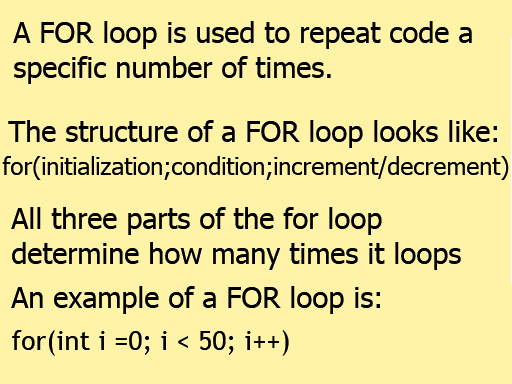 A FOR loop is used to repeat code a
specific number of times.
The structure of a FOR loop looks like:
for(initialization;condition;increment/decrement)
All three parts of the for loop
determine how many times it loops
An example of a FOR loop is:
for(int i =0; i < 50; i++)